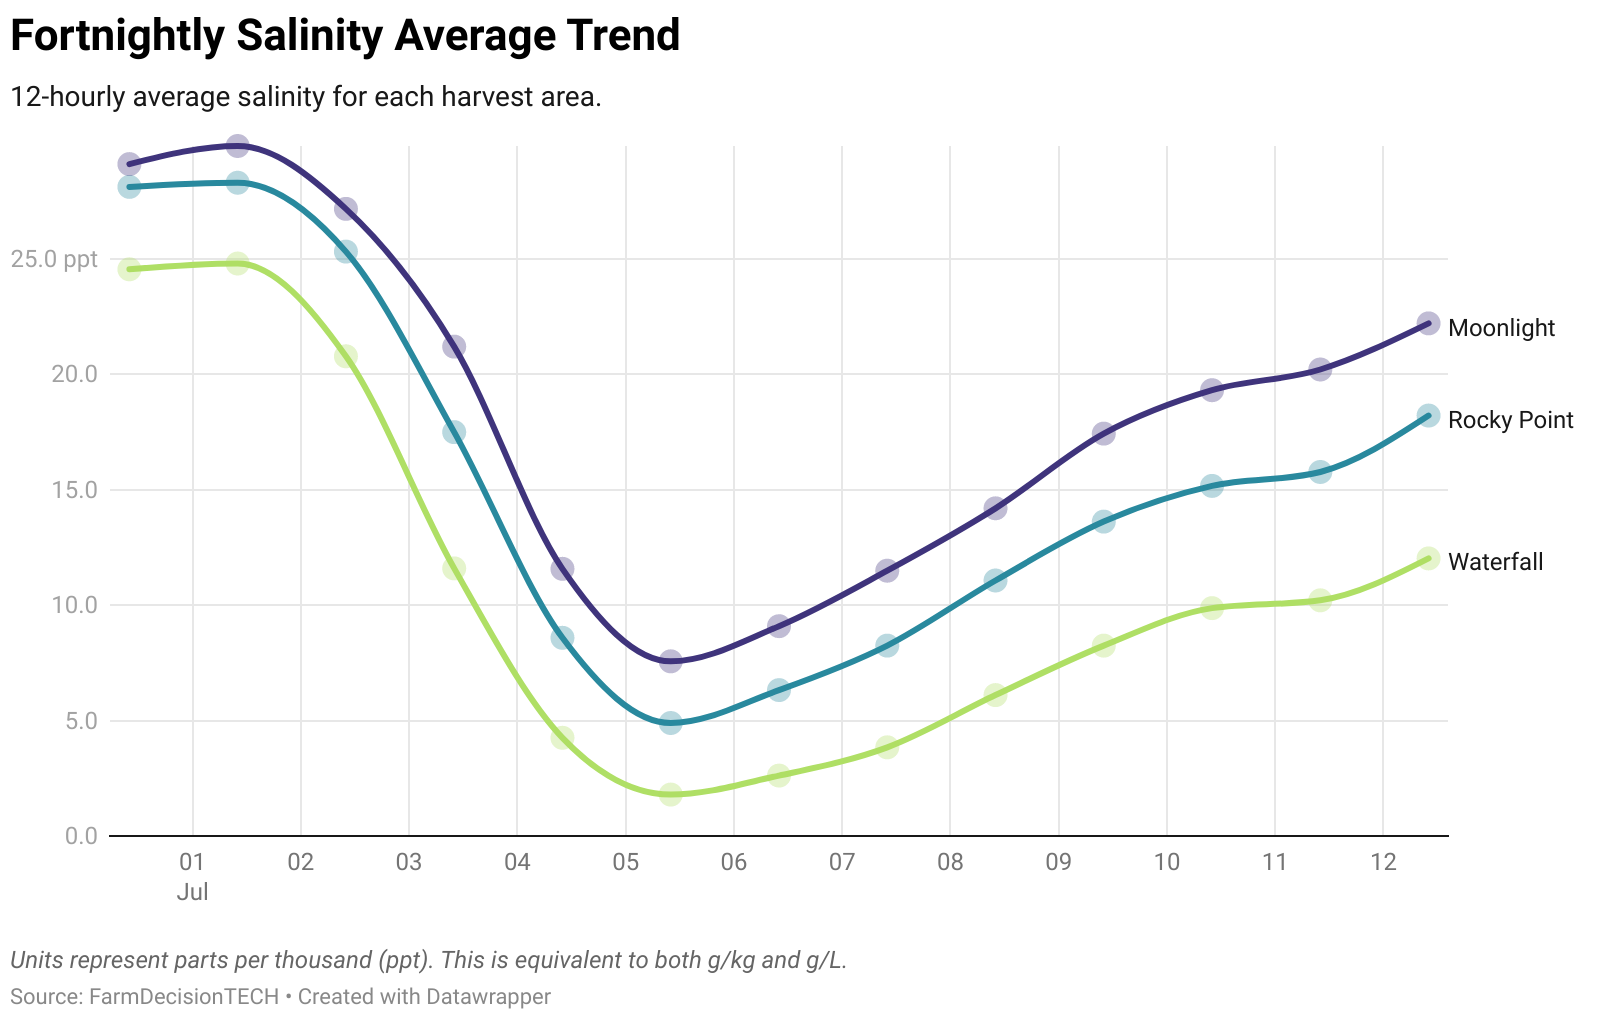 Fortnightly Salinity Average Trend
12-hourly average salinity for each harvest area.
25.0 ppt
20.0
15.0
10.0
5.0
0.0
Moonlight
Rocky Point
Waterfall
01 02 03 04 05 06 07 08 09 10 11 12
Jul
Units represent parts per thousand (ppt). This is equivalent to both g/kg and g/L.
Source: FarmDecisionTECH • Created with Datawrapper